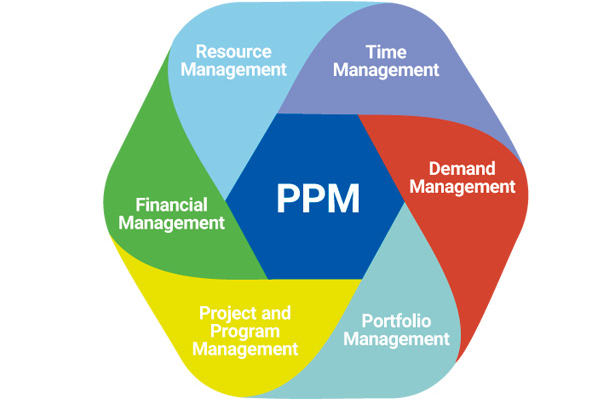 Resource
Management
Time
Management
Demand
Management
PPM
Financial
Management
Project and
Program
Management
Portfolio
Management